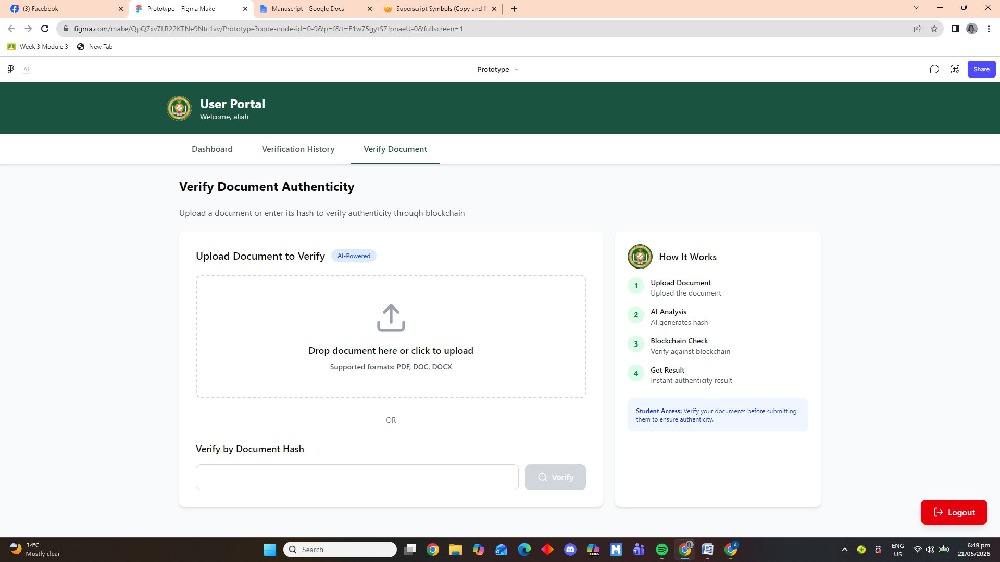 (3) Facebook
Prototype – Figma Make
Manuscript - Google Docs
Superscript Symbols (Copy and P
figma.com/make/QpQ7xv7LR22KTNe9Ntc1vv/Prototype?code-node-id=0-9&p=f&t=E1w75gytS7JpnaeU-0&fullscreen=1
Week 3 Module 3
New Tab
AI
Prototype
Share
User Portal
Welcome, aliah
Dashboard
Verification History
Verify Document
Verify Document Authenticity
Upload a document or enter its hash to verify authenticity through blockchain
Upload Document to Verify
AI-Powered
Drop document here or click to upload
Supported formats: PDF, DOC, DOCX
OR
Verify by Document Hash
Verify
How It Works
1
Upload Document
Upload the document
2
AI Analysis
AI generates hash
3
Blockchain Check
Verify against blockchain
4
Get Result
Instant authenticity result
Student Access: Verify your documents before submitting
them to ensure authenticity.
Logout
34°C
Mostly clear
Search
M365
A
ENG
US
6:49 pm
21/05/2026